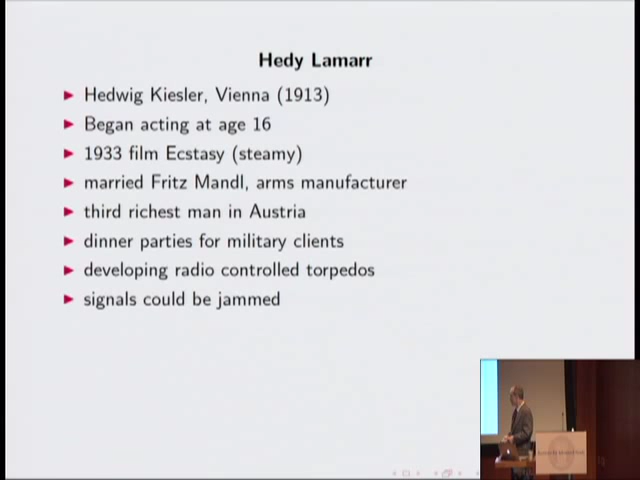 Hedy Lamarr
Hedwig Kiesler, Vienna (1913)
Began acting at age 16
1933 film Ecstasy (steamy)
married Fritz Mandl, arms manufacturer
third richest man in Austria
dinner parties for military clients
developing radio controlled torpedos
signals could be jammed